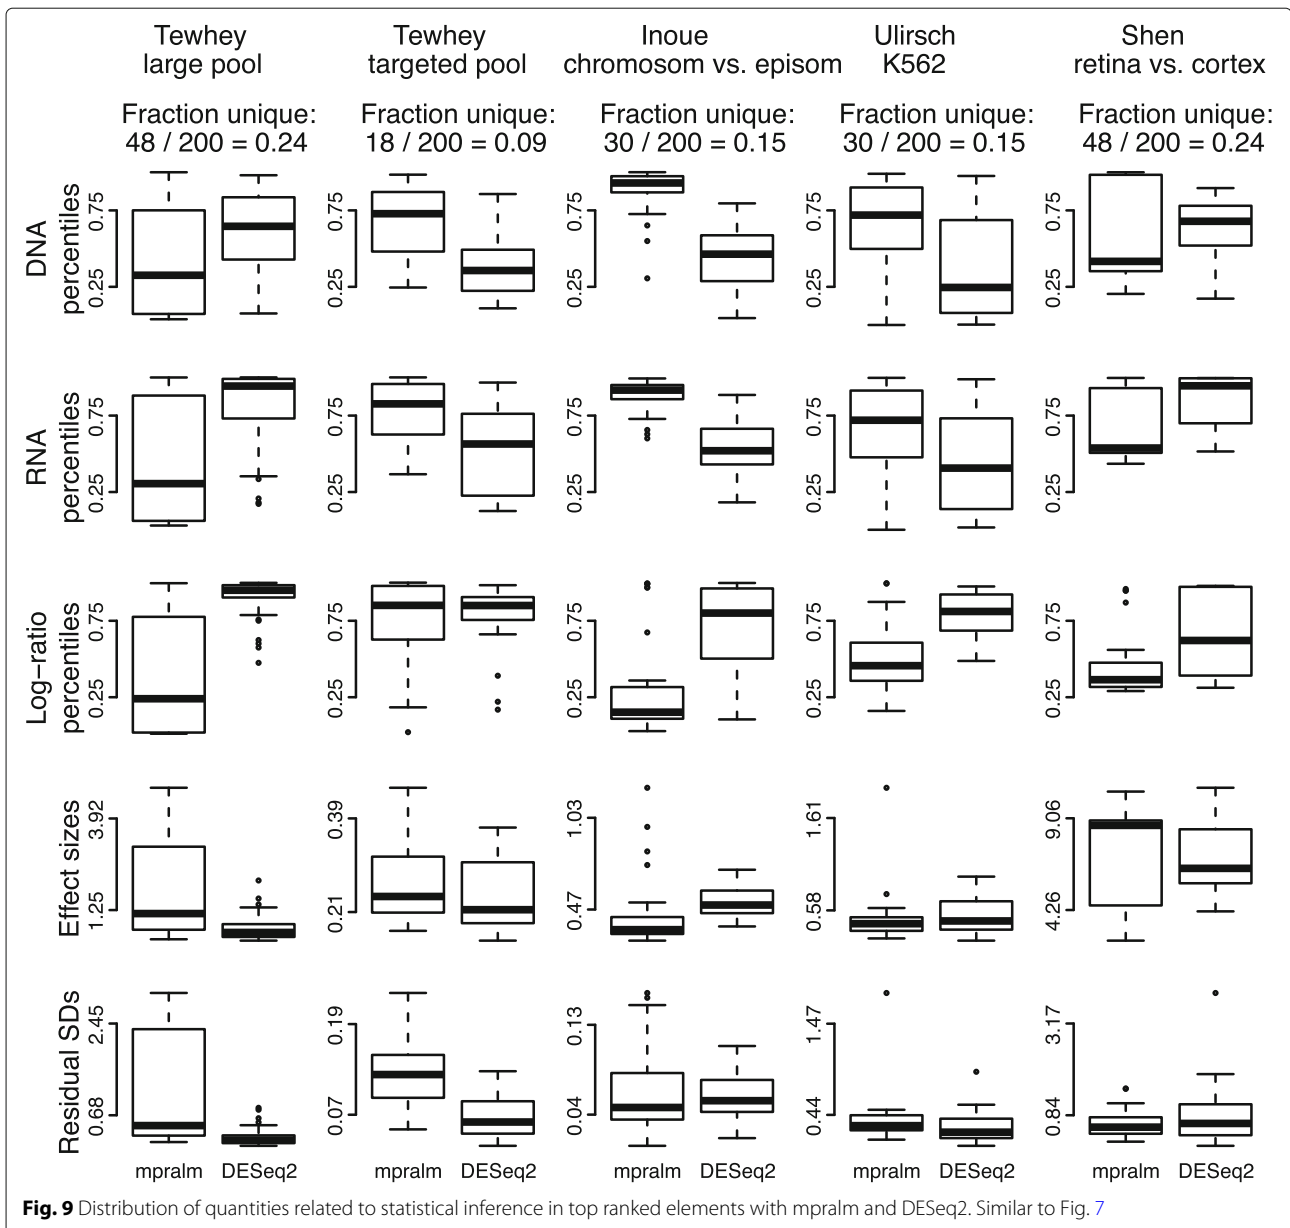 Tewhey
large pool
Tewhey
targeted pool
Inoue
chromosom vs. episom
Ulirsch
K562
Shen
retina vs. cortex
Fraction unique:
48 / 200 = 0.24
Fraction unique:
18 / 200 = 0.09
Fraction unique:
30 / 200 = 0.15
Fraction unique:
30 / 200 = 0.15
Fraction unique:
48 / 200 = 0.24
DNA
percentiles
0.75
0.25
0.75
0.25
0.75
0.25
0.75
0.25
0.75
0.25
RNA
percentiles
0.75
0.25
0.75
0.25
0.75
0.25
0.75
0.25
0.75
0.25
Log−ratio
percentiles
0.75
0.25
0.75
0.25
0.75
0.25
0.75
0.25
0.75
0.25
Effect sizes
3.92
1.25
0.39
0.21
1.03
0.47
1.61
0.58
9.06
4.26
Residual SDs
2.45
0.68
0.19
0.07
0.13
0.04
1.47
0.44
3.17
0.84
mpralm DESeq2
mpralm DESeq2
mpralm DESeq2
mpralm DESeq2
mpralm DESeq2
Fig. 9 Distribution of quantities related to statistical inference in top ranked elements with mpralm and DESeq2. Similar to Fig. 7